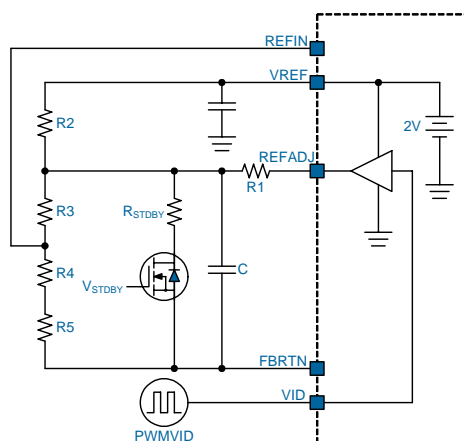 REFIN
VREF
R2
2V
REFADJ
R1
R3
RSTDBY
R4
C
VSTDBY
R5
FBRTN
VID
PWMVID